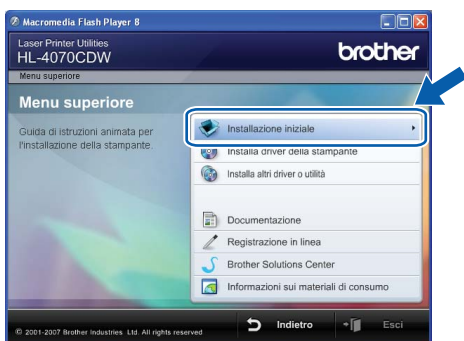 Macromedia Flash Player 8
Laser Printer Utilities
HL-4070CDW
brother
Menu superiore
Menu superiore
Guida di istruzioni animata per
l'installazione della stampante.
Installazione iniziale
Installa driver della stampante
Installa altri driver o utilità
Documentazione
Registrazione in linea
Brother Solutions Center
Informazioni sui materiali di consumo
© 2001-2007 Brother Industries Ltd. All rights reserved
Indietro
Esci